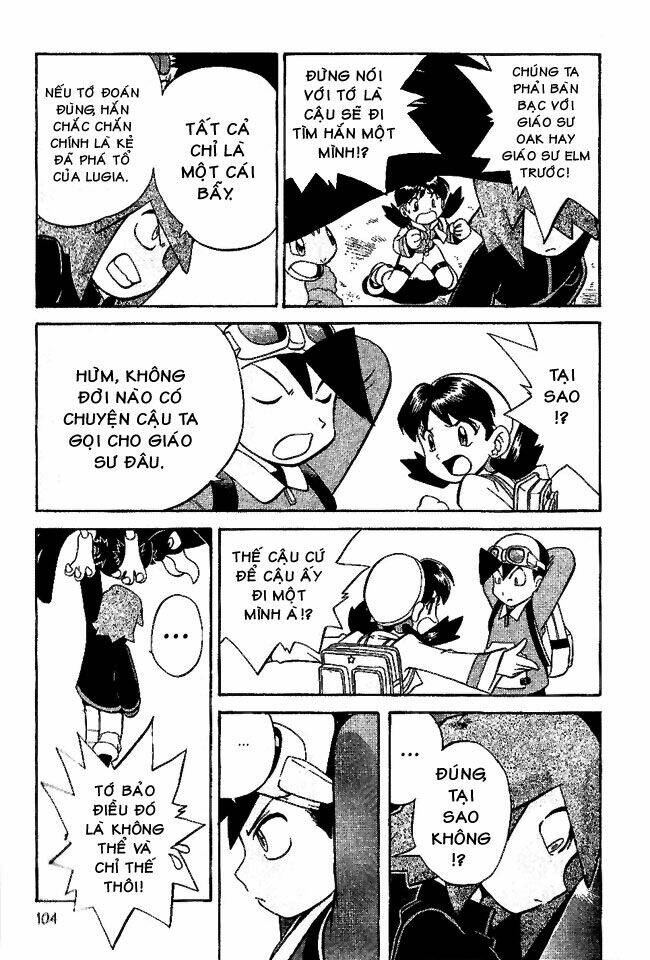 CHÚNG TA
PHẢI BÀN
BẠC VỚI
GIÁO SƯ
OAK HAY
GIÁO SƯ ELM
TRƯỚC!
ĐỪNG NÓI
VỚI TỚ LÀ
CẬU SẼ ĐI
TÌM HẮN MỘT
MÌNH!?
TẤT CẢ
CHỈ LÀ
MỘT CÁI
BẪY.
NẾU TỚ ĐOÁN
ĐÚNG, HẮN
CHẮC CHẮN
CHÍNH LÀ KẺ
ĐÃ PHÁ TỔ
CỦA LUGIA.
TẠI
SAO
!?
HỪM, KHÔNG
ĐỜI NÀO CÓ
CHUYỆN CẬU TA
GỌI CHO GIÁO
SƯ ĐÂU.
THẾ CẬU CỨ
ĐỂ CẬU ẤY
ĐI MỘT
MÌNH À!?
ĐÚNG,
TẠI
SAO
KHÔNG
!?
...
...
...
TỚ BẢO
ĐIỀU ĐÓ
LÀ KHÔNG
THỂ VÀ
CHỈ THẾ
THÔI!
104